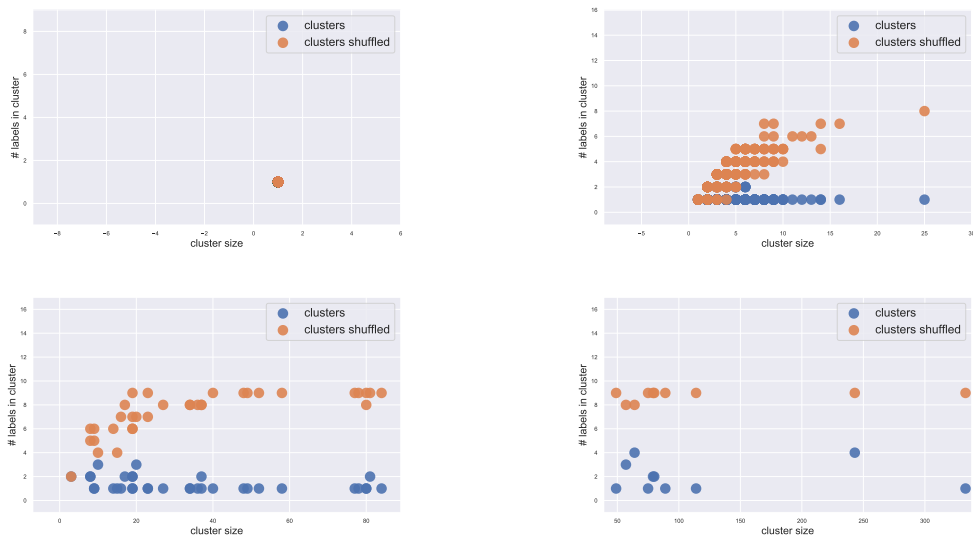 8
6
4
2
0
−8 −6 −4 −2 0 2 4 6
# labels in cluster
cluster size
clusters
clusters shuffled
16
14
12
10
8
6
4
2
0
−5 0 5 10 15 20 25 30
# labels in cluster
cluster size
clusters
clusters shuffled
16
14
12
10
8
6
4
2
0
0 20 40 60 80
# labels in cluster
cluster size
clusters
clusters shuffled
16
14
12
10
8
6
4
2
0
50 100 150 200 250 300
# labels in cluster
cluster size
clusters
clusters shuffled